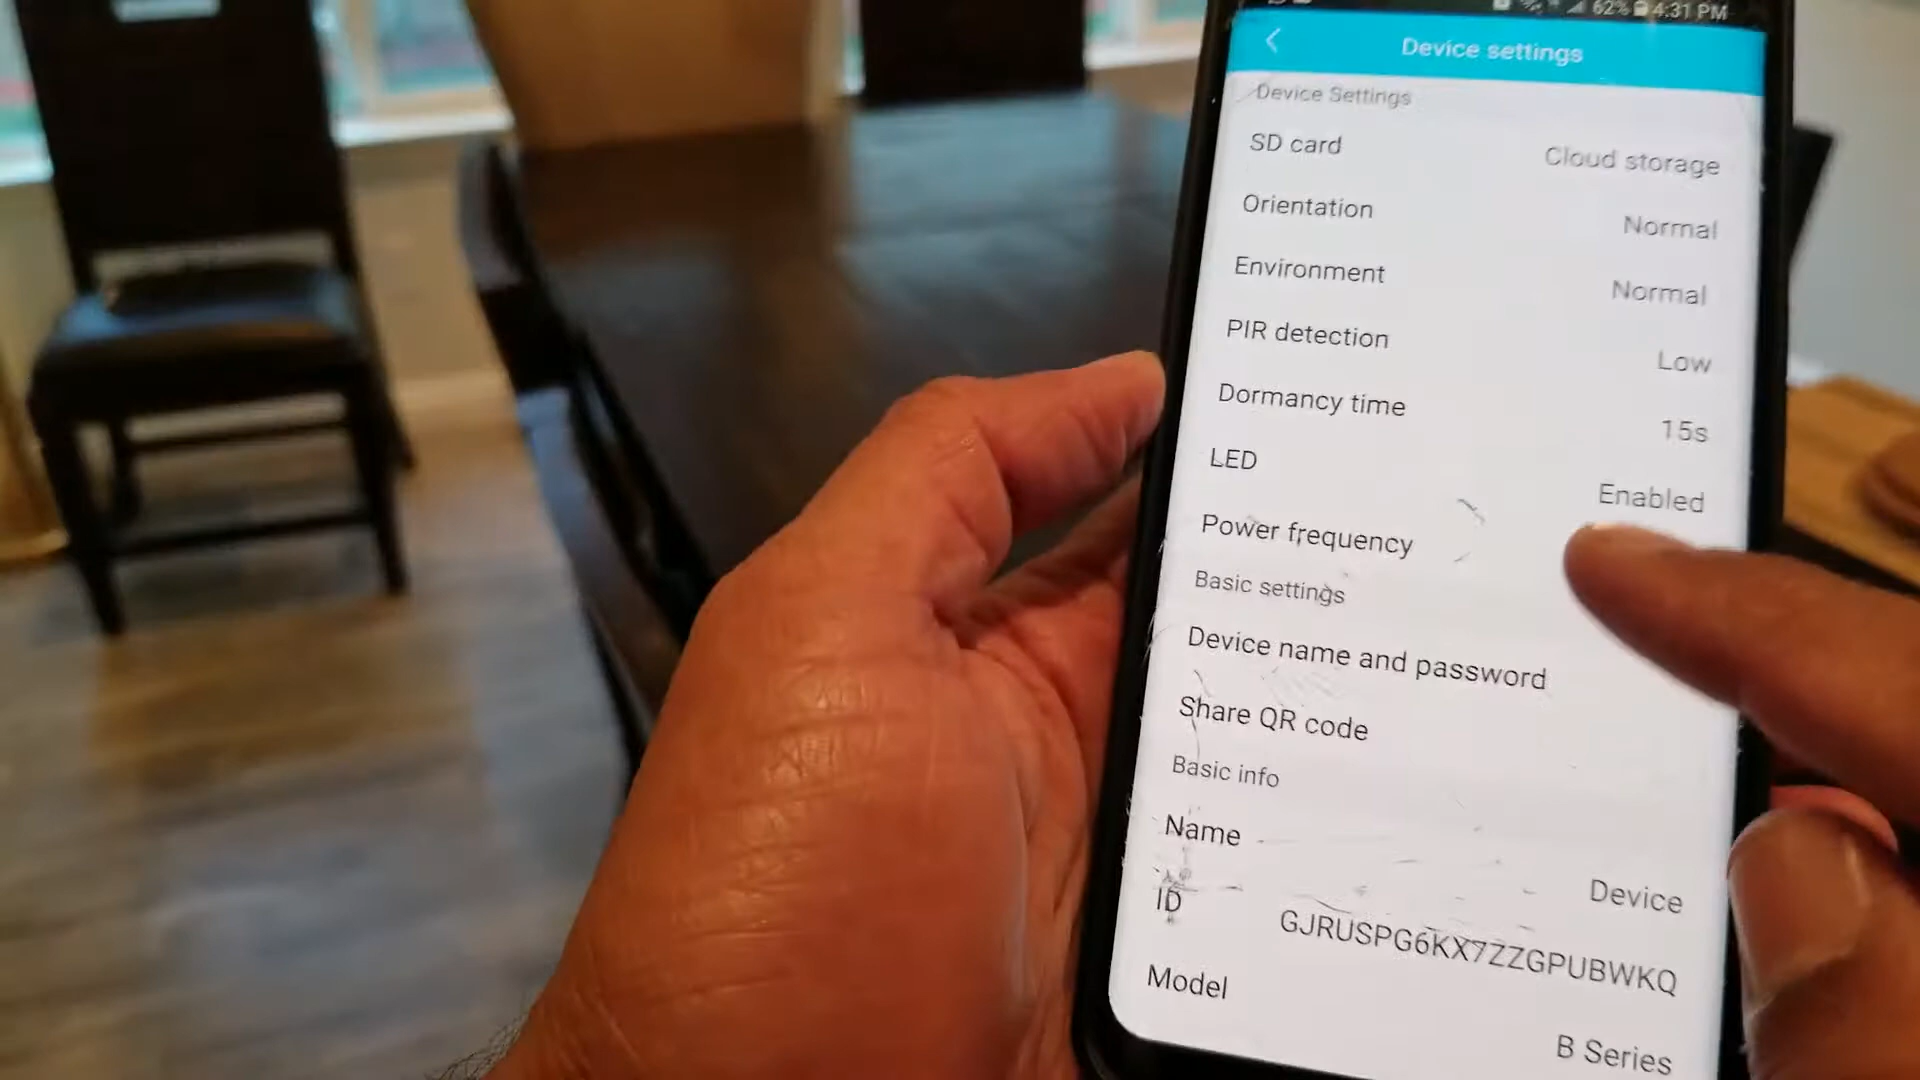 62% 4:31 PM
Device settings
Device Settings
SD card Cloud storage
Orientation Normal
Environment Normal
PIR detection Low
Dormancy time 15s
LED Enabled
Power frequency
Basic settings
Device name and password
Share QR code
Basic info
Name Device
ID GJRUSPG6KX7ZZGPUBWKQ
Model B Series